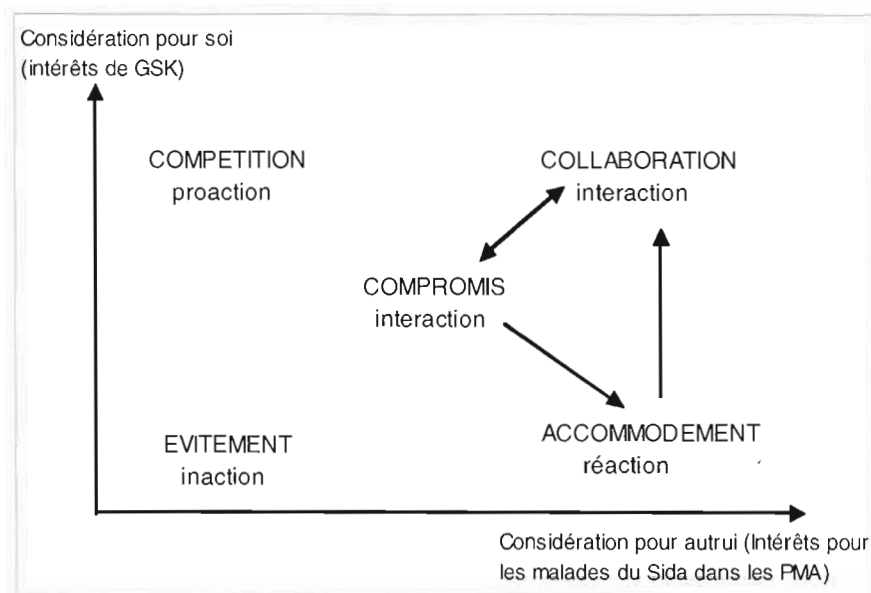 Considération pour soi
(intérêts de GSK)
COMPETITION
proaction
COLLABORATION
interaction
COMPROMIS
interaction
EVITEMENT
inaction
ACCOMMODEMENT
réaction
Considération pour autrui (Intérêts pour
les malades du Sida dans les PMA)